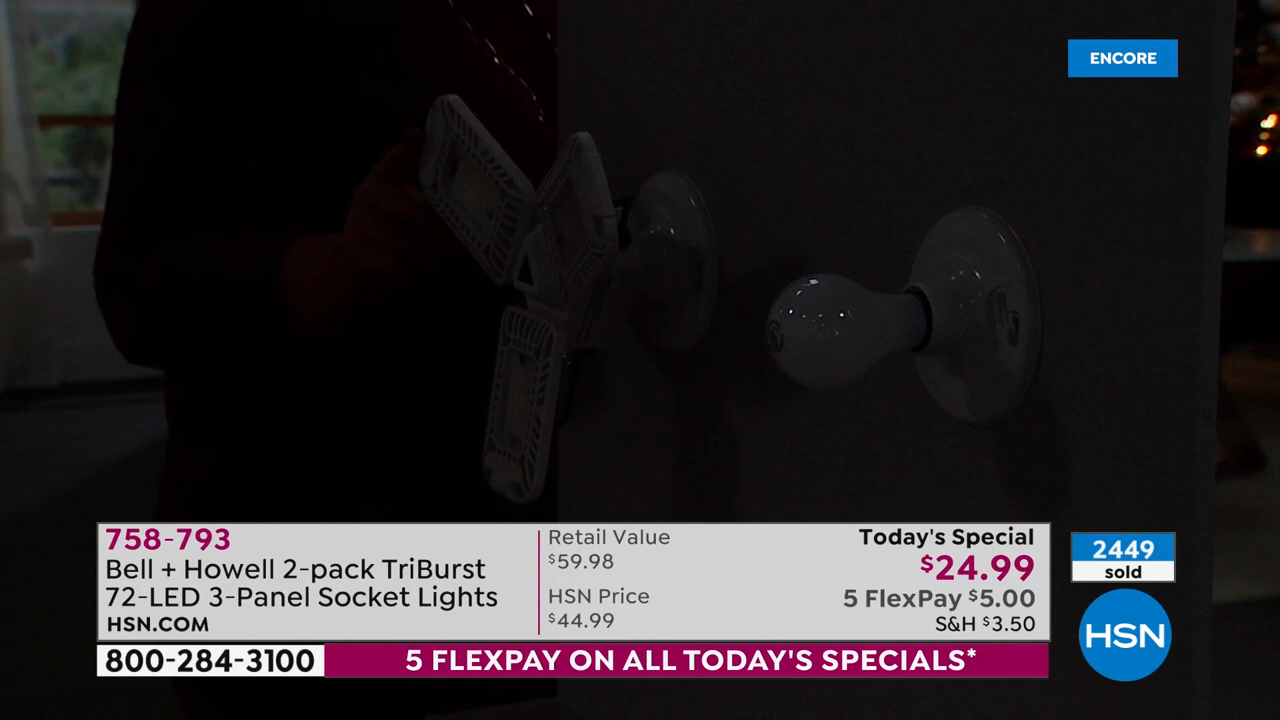 ENCORE
758-793
Bell + Howell 2-pack TriBurst
72-LED 3-Panel Socket Lights
HSN.COM
Retail Value
$59.98
HSN Price
$44.99
Today's Special
$24.99
5 FlexPay $5.00
S&H $3.50
2449
sold
HSN
800-284-3100
5 FLEXPAY ON ALL TODAY'S SPECIALS*